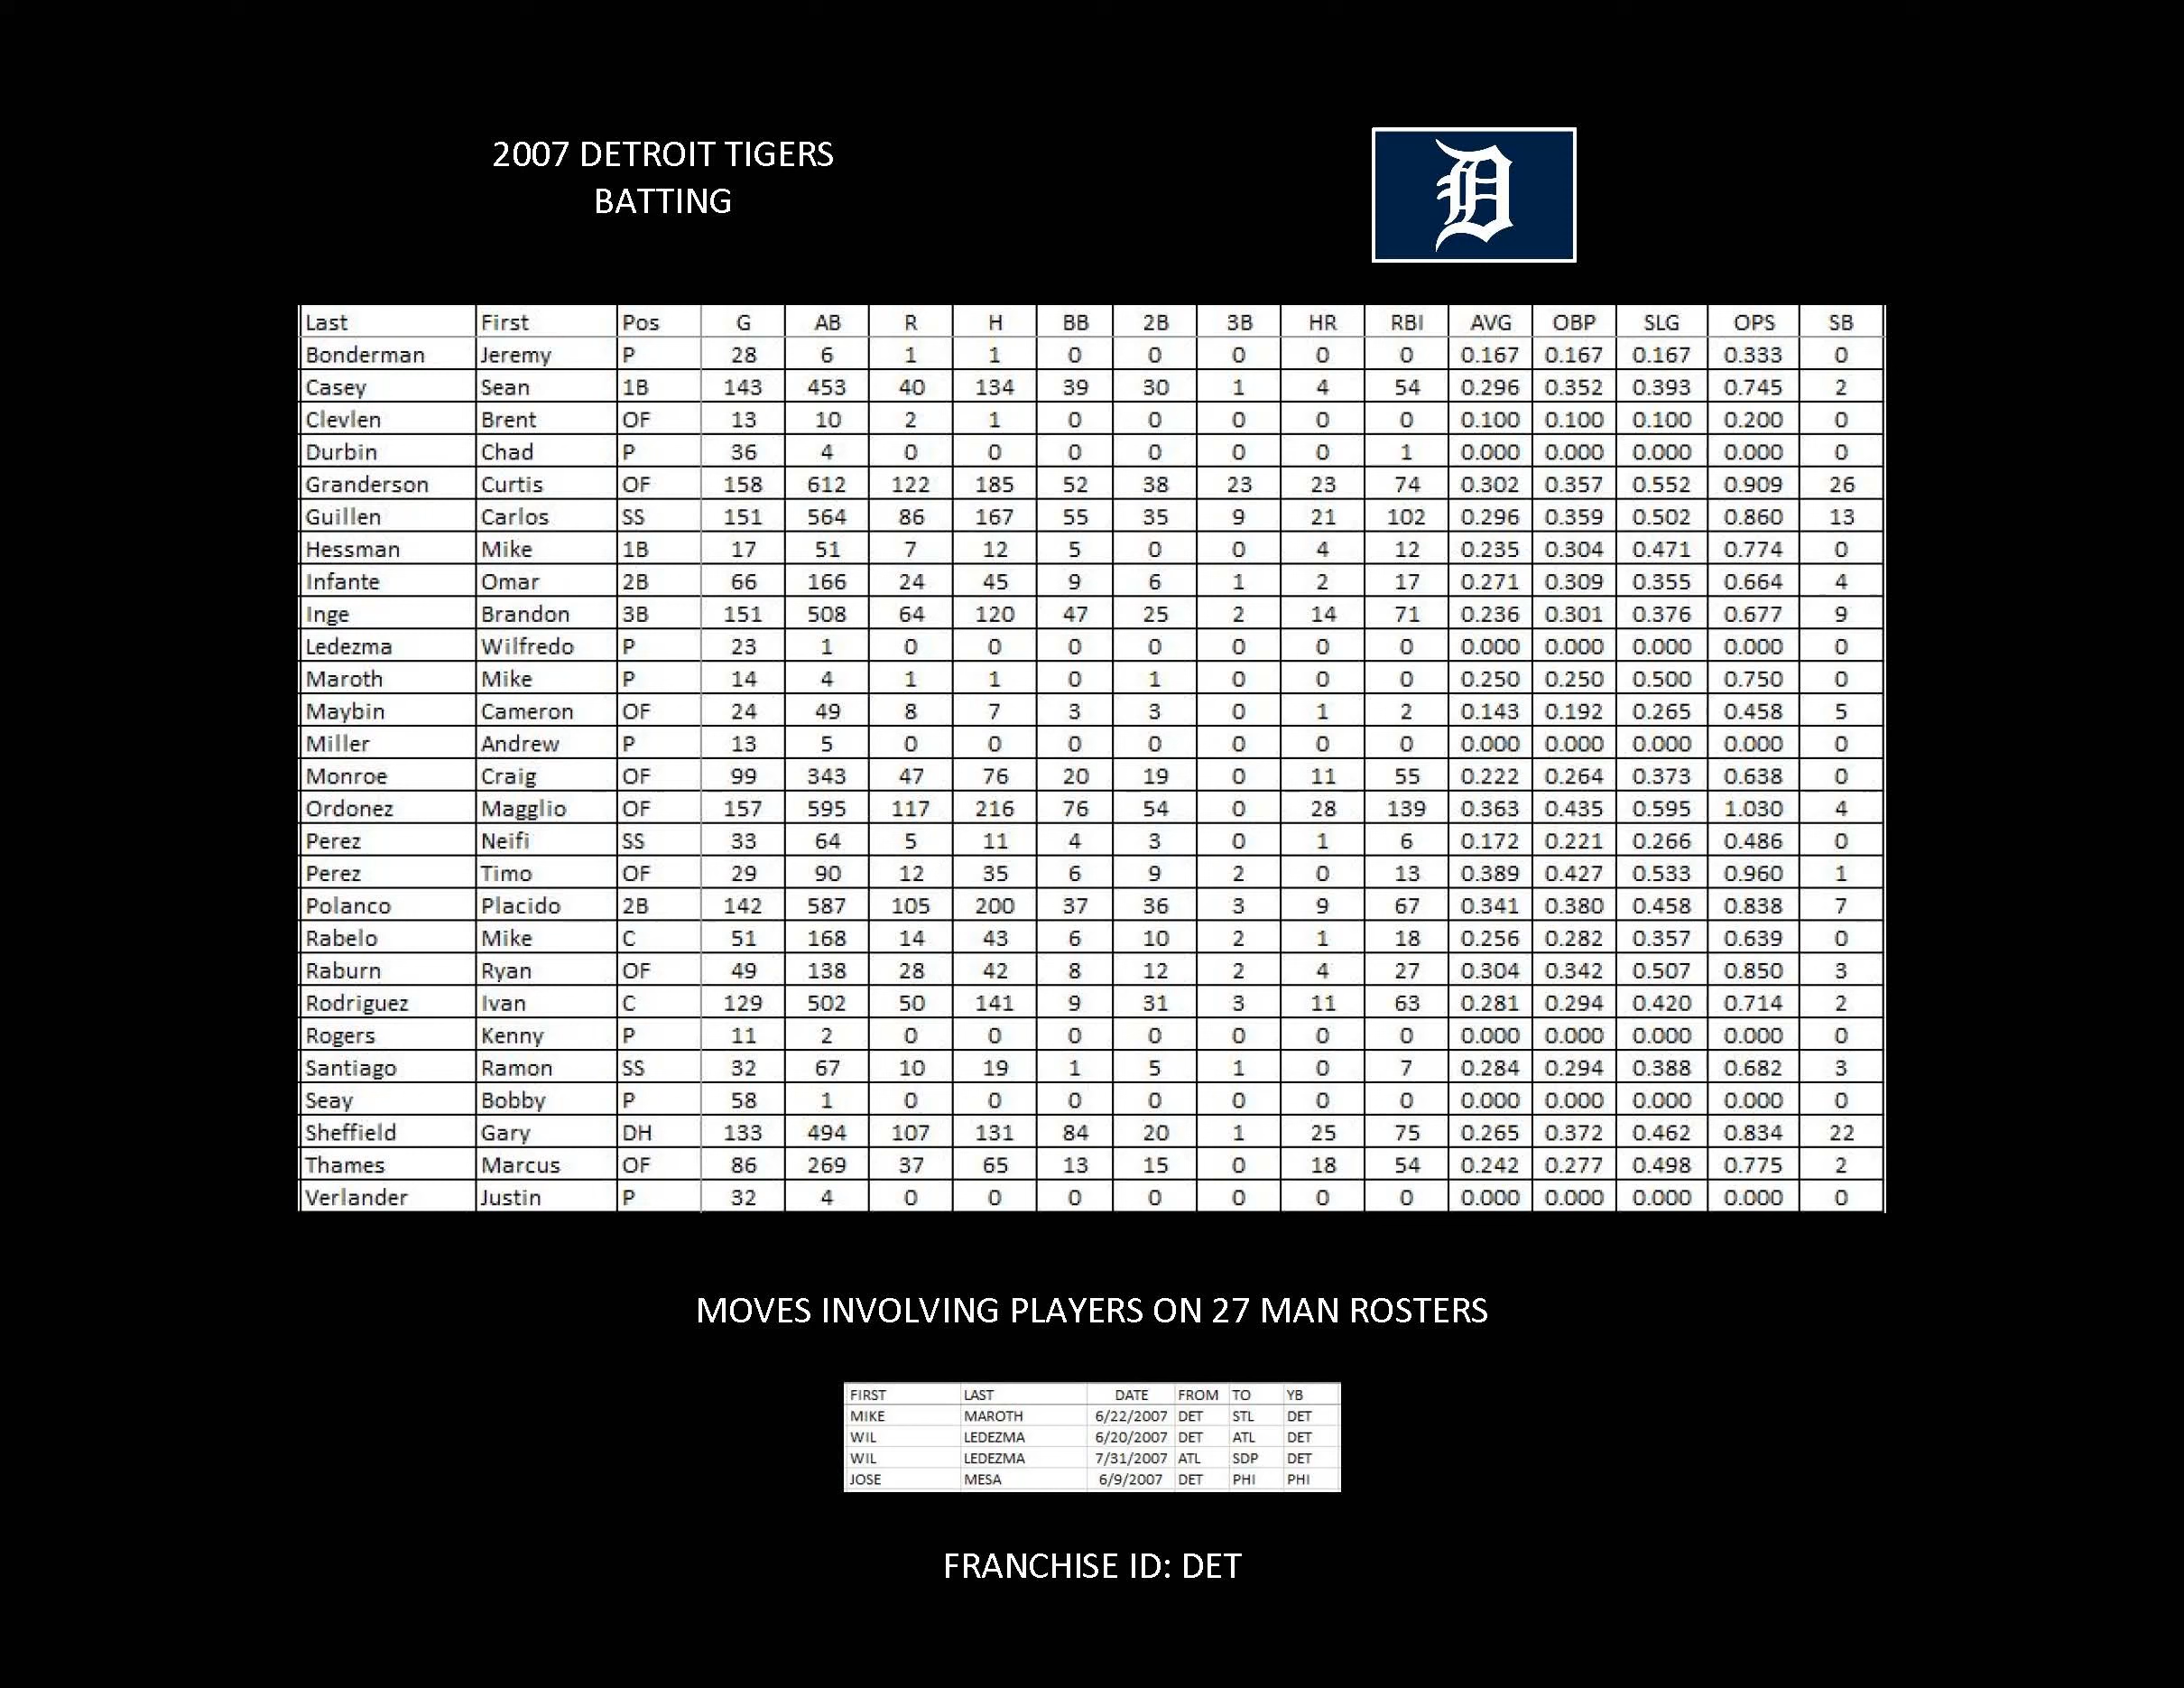 2007 DETROIT TIGERS
BATTING
D
Last First Pos G AB R H BB 2B 3B HR RBI AVG OBP SLG OPS SB
Bonderman Jeremy P 28 6 1 1 0 0 0 0 0 0.167 0.167 0.167 0.333 0
Casey Sean 1B 143 453 40 134 39 30 1 4 54 0.296 0.352 0.393 0.745 2
Clevlen Brent OF 13 10 2 1 0 0 0 0 0 0.100 0.100 0.100 0.200 0
Durbin Chad P 36 4 0 0 0 0 0 0 1 0.000 0.000 0.000 0.000 0
Granderson Curtis OF 158 612 122 185 52 38 23 23 74 0.302 0.357 0.552 0.909 26
Guillen Carlos SS 151 564 86 167 55 35 9 21 102 0.296 0.359 0.502 0.860 13
Hessman Mike 1B 17 51 7 12 5 0 0 4 12 0.235 0.304 0.471 0.774 0
Infante Omar 2B 66 166 24 45 9 6 1 2 17 0.271 0.309 0.355 0.664 4
Inge Brandon 3B 151 508 64 120 47 25 2 14 71 0.236 0.301 0.376 0.677 9
Ledezma Wilfredo P 23 1 0 0 0 0 0 0 0 0.000 0.000 0.000 0.000 0
Maroth Mike P 14 4 1 1 0 1 0 0 0 0.250 0.250 0.500 0.750 0
Maybin Cameron OF 24 49 8 7 3 3 0 1 2 0.143 0.192 0.265 0.458 5
Miller Andrew P 13 5 0 0 0 0 0 0 0 0.000 0.000 0.000 0.000 0
Monroe Craig OF 99 343 47 76 20 19 0 11 55 0.222 0.264 0.373 0.638 0
Ordonez Magglio OF 157 595 117 216 76 54 0 28 139 0.363 0.435 0.595 1.030 4
Perez Neifi SS 33 64 5 11 4 3 0 1 6 0.172 0.221 0.266 0.486 0
Perez Timo OF 29 90 12 35 6 9 2 0 13 0.389 0.427 0.533 0.960 1
Polanco Placido 2B 142 587 105 200 37 36 3 9 67 0.341 0.380 0.458 0.838 7
Rabelo Mike C 51 168 14 43 6 10 2 1 18 0.256 0.282 0.357 0.639 0
Raburn Ryan OF 49 138 28 42 8 12 2 4 27 0.304 0.342 0.507 0.850 3
Rodriguez Ivan C 129 502 50 141 9 31 3 11 63 0.281 0.294 0.420 0.714 2
Rogers Kenny P 11 2 0 0 0 0 0 0 0 0.000 0.000 0.000 0.000 0
Santiago Ramon SS 32 67 10 19 1 5 1 0 7 0.284 0.294 0.388 0.682 3
Seay Bobby P 58 1 0 0 0 0 0 0 0 0.000 0.000 0.000 0.000 0
Sheffield Gary DH 133 494 107 131 84 20 1 25 75 0.265 0.372 0.462 0.834 22
Thames Marcus OF 86 269 37 65 13 15 0 18 54 0.242 0.277 0.498 0.775 2
Verlander Justin P 32 4 0 0 0 0 0 0 0 0.000 0.000 0.000 0.000 0
MOVES INVOLVING PLAYERS ON 27 MAN ROSTERS
FIRST LAST DATE FROM TO YB
MIKE MAROTH 6/22/2007 DET STL DET
WIL LEDEZMA 6/20/2007 DET ATL DET
WIL LEDEZMA 7/31/2007 ATL SDP DET
JOSE MESA 6/9/2007 DET PHI PHI
FRANCHISE ID: DET